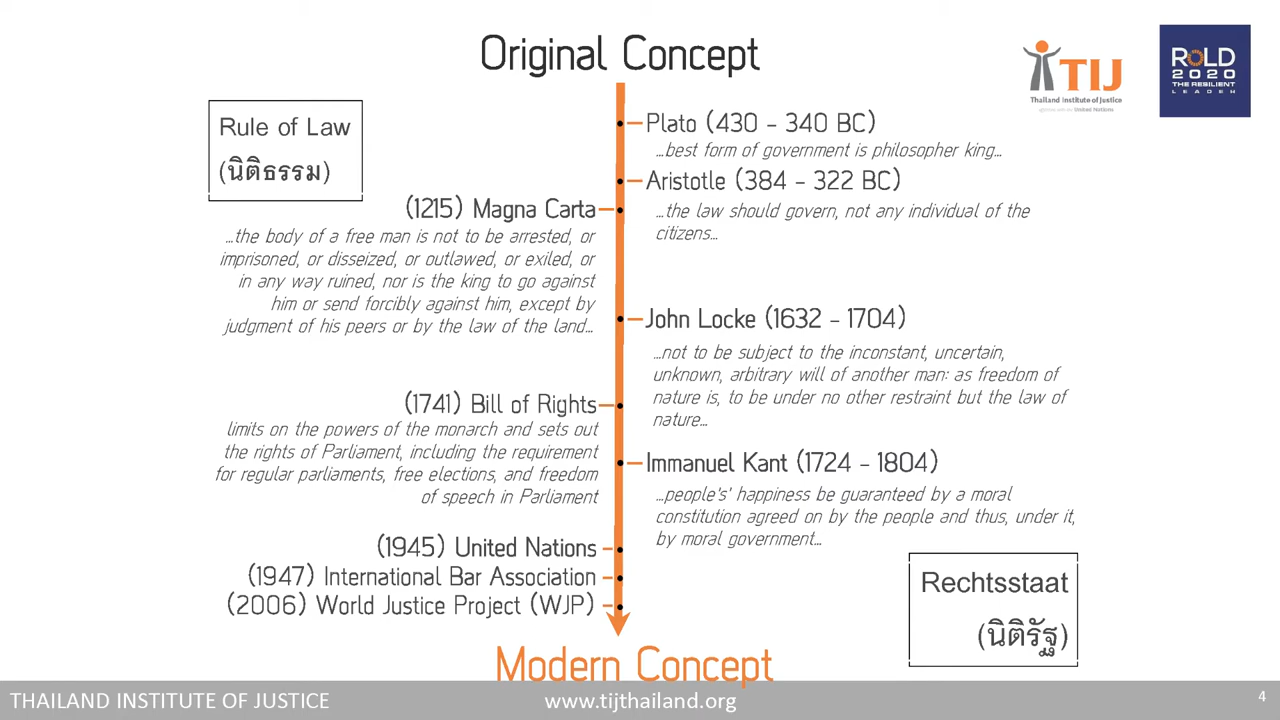 Original Concept
TIJ
Thailand Institute of Justice
ROLD
2020
THE RESILIENT
LEADER
Rule of Law
(นิติธรรม)
Plato (430 – 340 BC)
...best form of government is philosopher king...
Aristotle (384 – 322 BC)
...the law should govern, not any individual of the
citizens...
(1215) Magna Carta
...the body of a free man is not to be arrested, or
imprisoned, or disseized, or outlawed, or exiled, or
in any way ruined, nor is the king to go against
him or send forcibly against him, except by
judgment of his peers or by the law of the land...
John Locke (1632 – 1704)
...not to be subject to the inconstant, uncertain,
unknown, arbitrary will of another man: as freedom of
nature is, to be under no other restraint but the law of
nature...
(1741) Bill of Rights
limits on the powers of the monarch and sets out
the rights of Parliament, including the requirement
for regular parliaments, free elections, and freedom
of speech in Parliament
Immanuel Kant (1724 – 1804)
...people's' happiness be guaranteed by a moral
constitution agreed on by the people and thus, under it,
by moral government...
(1945) United Nations
(1947) International Bar Association
(2006) World Justice Project (WJP)
Rechtsstaat
(นิติรัฐ)
Modern Concept
THAILAND INSTITUTE OF JUSTICE
www.tijthailand.org
4